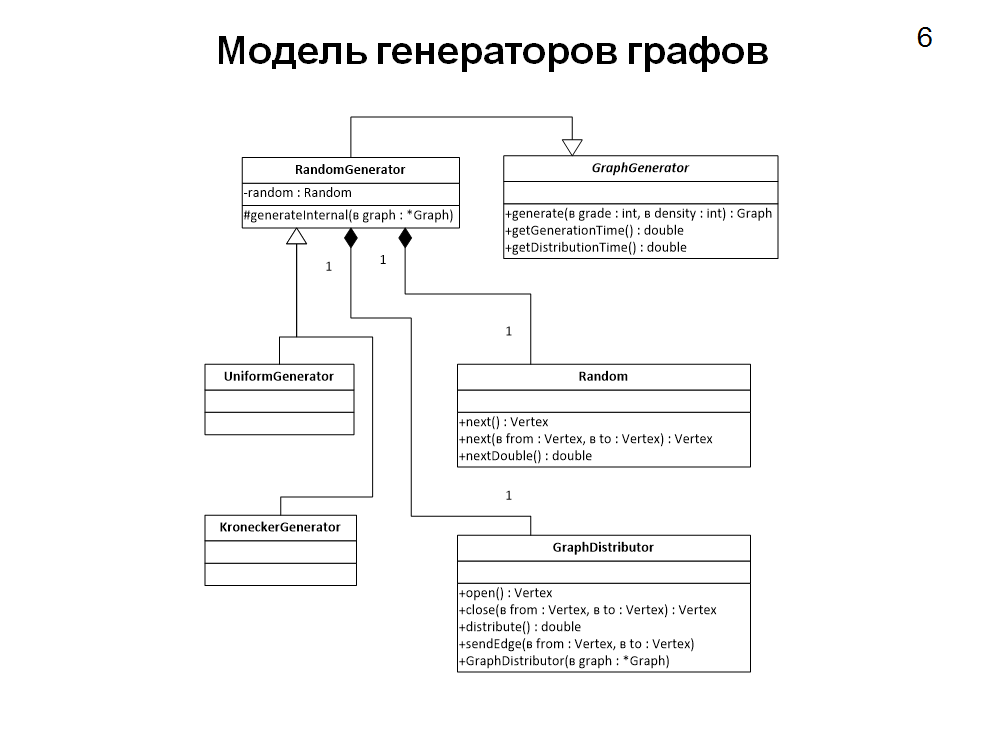 Модель генераторов графов
6
RandomGenerator
-random : Random
#generateInternal(в graph : *Graph)
GraphGenerator
+generate(в grade : int, в density : int) : Graph
+getGenerationTime() : double
+getDistributionTime() : double
1
1
1
UniformGenerator
Random
+next() : Vertex
+next(в from : Vertex, в to : Vertex) : Vertex
+nextDouble() : double
1
KroneckerGenerator
GraphDistributor
+open() : Vertex
+close(в from : Vertex, в to : Vertex) : Vertex
+distribute() : double
+sendEdge(в from : Vertex, в to : Vertex)
+GraphDistributor(в graph : *Graph)